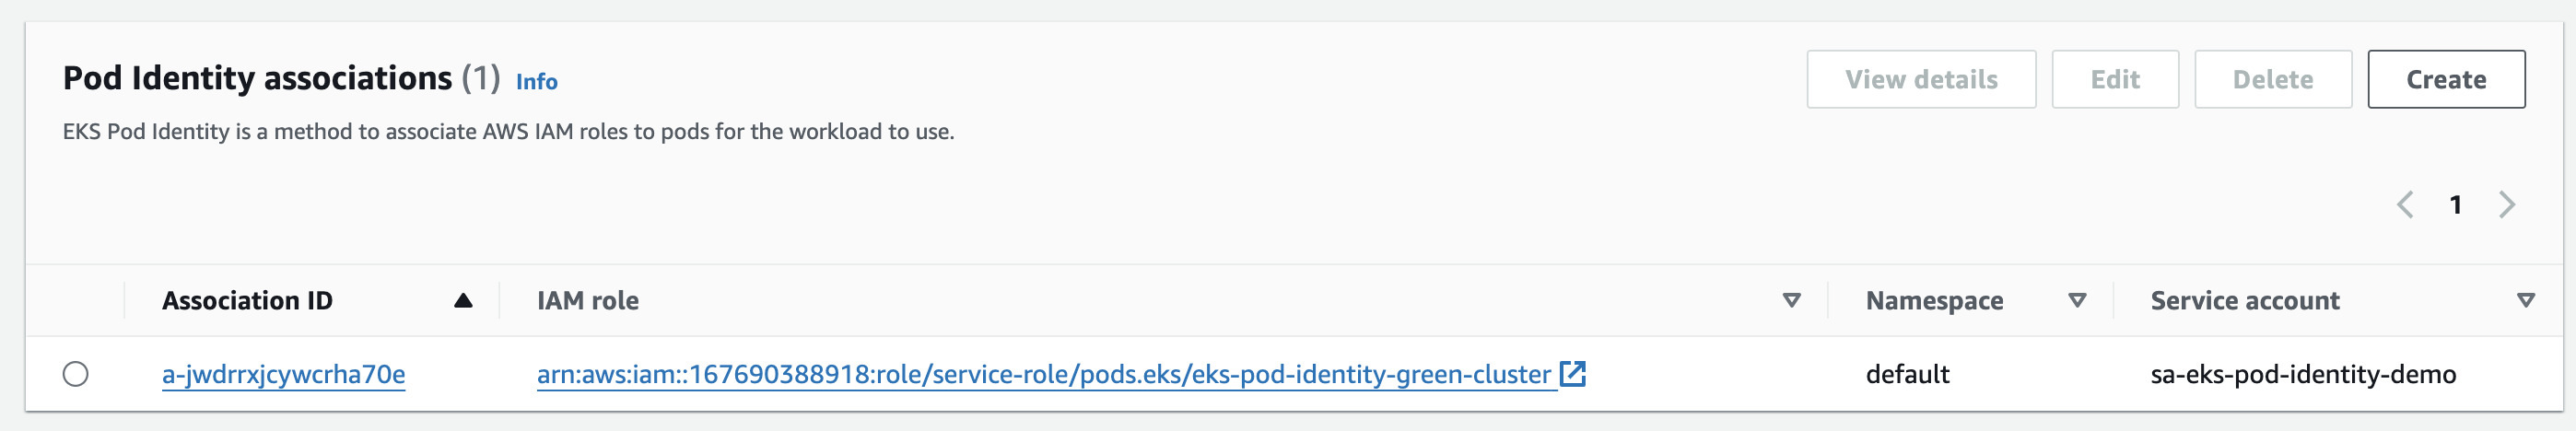 Pod Identity associations (1) Info
View details Edit Delete Create
EKS Pod Identity is a method to associate AWS IAM roles to pods for the workload to use.
1
Association ID IAM role Namespace Service account
a-jwdrrxjcywcrha70e arn:aws:iam::167690388918:role/service-role/pods.eks/eks-pod-identity-green-cluster default sa-eks-pod-identity-demo